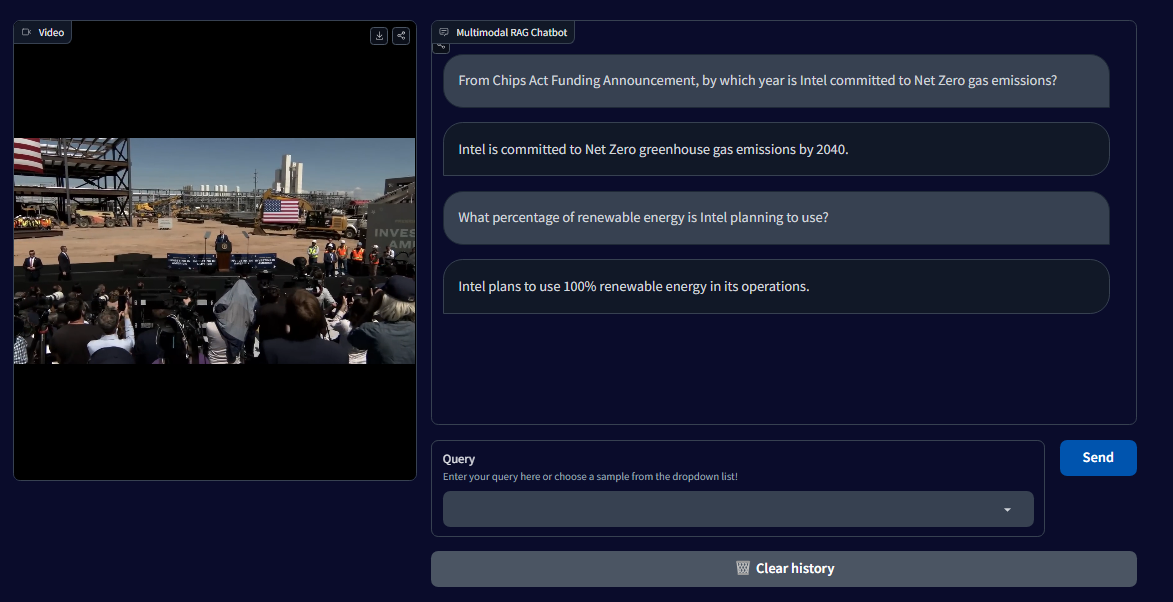 Video
Multimodal RAG Chatbot
From Chips Act Funding Announcement, by which year is Intel committed to Net Zero gas emissions?
Intel is committed to Net Zero greenhouse gas emissions by 2040.
What percentage of renewable energy is Intel planning to use?
Intel plans to use 100% renewable energy in its operations.
INVES
AM
Query
Enter your query here or choose a sample from the dropdown list!
Send
Clear history